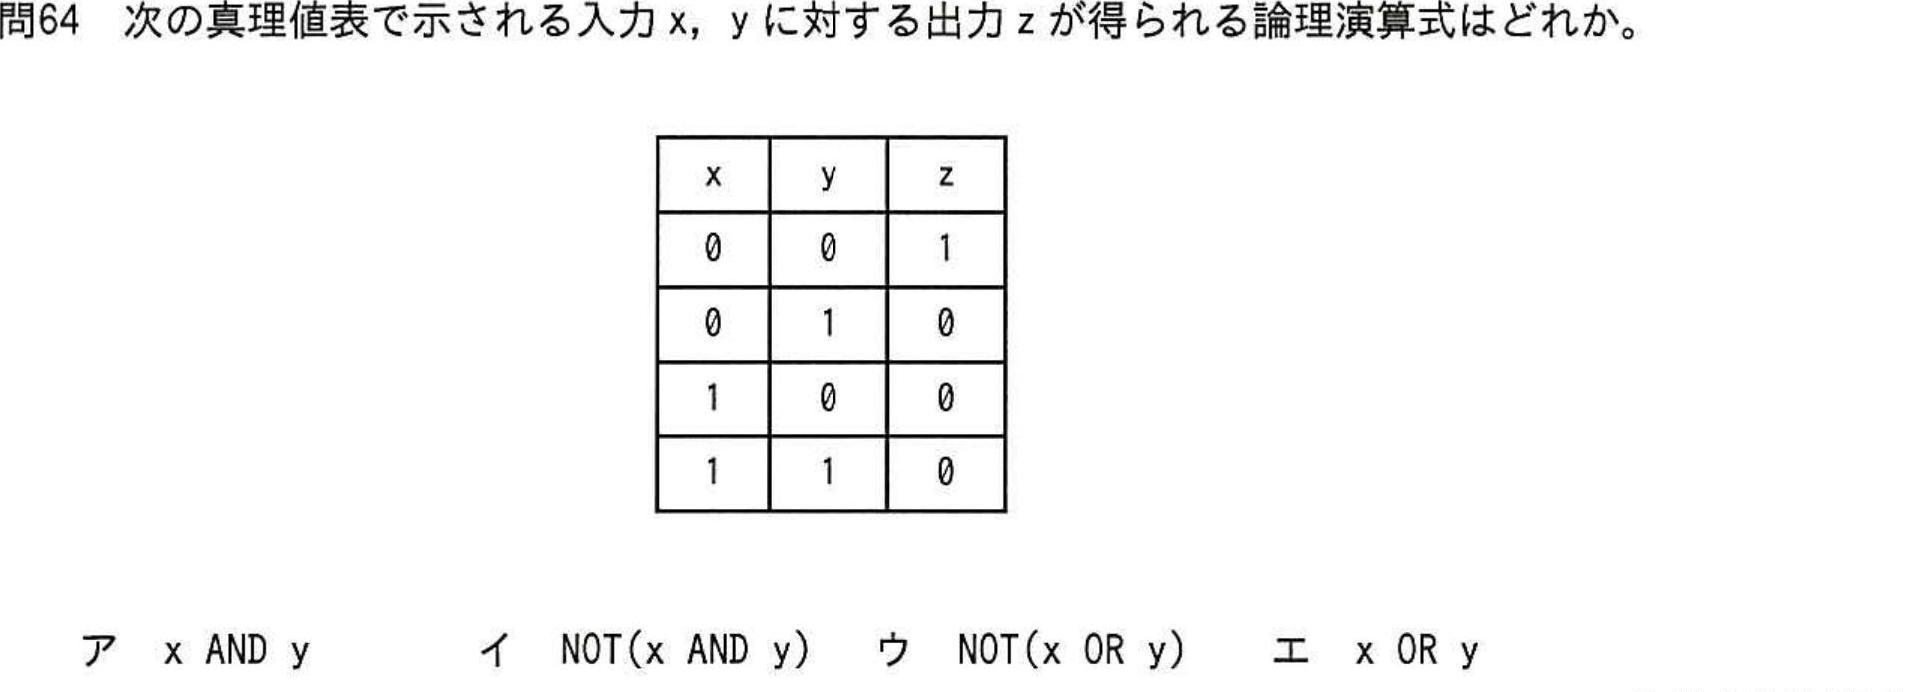 問64 次の真理値表で示される入力 x，y に対する出力 z が得られる論理演算式はどれか。
x y z
0 0 1
0 1 0
1 0 0
1 1 0
ア x AND y イ NOT(x AND y) ウ NOT(x OR y) エ x OR y